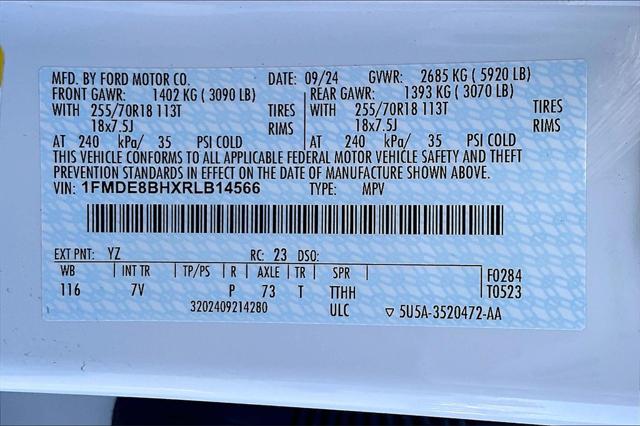 MFD. BY FORD MOTOR CO. DATE: 09/24 GVWR: 2685 KG ( 5920 LB)
FRONT GAWR: 1402 KG ( 3090 LB) REAR GAWR: 1393 KG ( 3070 LB)
WITH 255/70R18 113T TIRES WITH 255/70R18 113T TIRES
18x7.5J RIMS 18x7.5J RIMS
AT 240 kPa/ 35 PSI COLD AT 240 kPa/ 35 PSI COLD
THIS VEHICLE CONFORMS TO ALL APPLICABLE FEDERAL MOTOR VEHICLE SAFETY AND THEFT
PREVENTION STANDARDS IN EFFECT ON THE DATE OF MANUFACTURE SHOWN ABOVE.
VIN: 1FMDE8BHXRLB14566 TYPE: MPV
EXT PNT: YZ RC: 23 DSO:
WB INT TR TP/PS R AXLE TR SPR F0284
116 7V P 73 T TTHH T0523
3202409214280 ULC ▽ 5U5A-3520472-AA